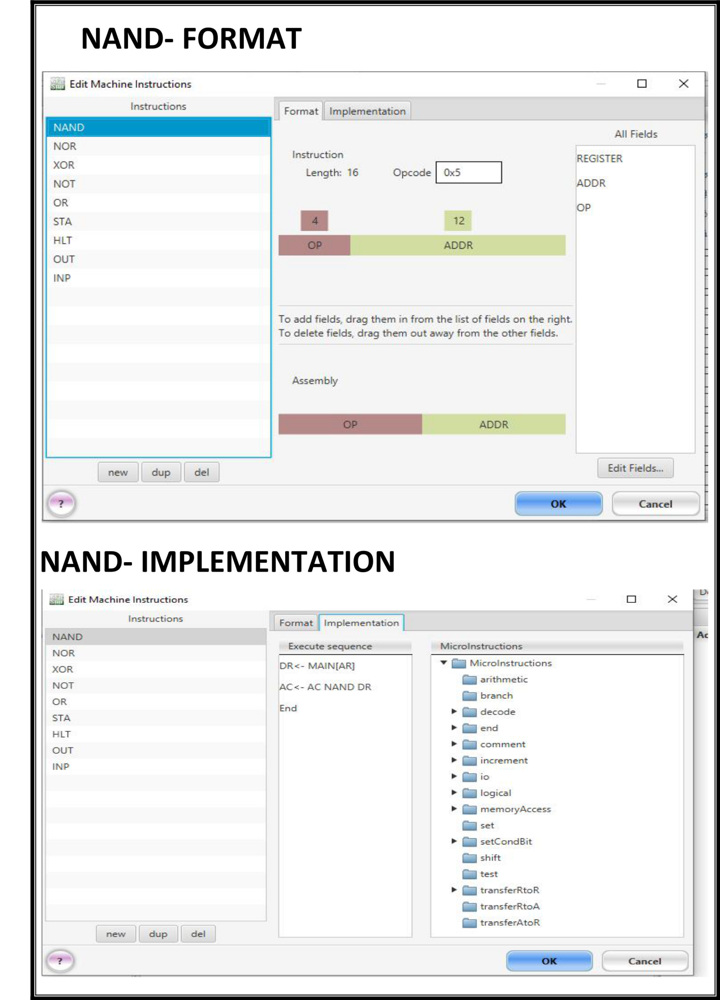 NAND- FORMAT
Edit Machine Instructions
Instructions
Format Implementation
NAND
NOR
XOR
NOT
OR
STA
HLT
OUT
INP
All Fields
REGISTER
ADDR
OP
Instruction
Length: 16 Opcode 0x5
4 12
OP ADDR
To add fields, drag them in from the list of fields on the right.
To delete fields, drag them out away from the other fields.
Assembly
OP ADDR
new dup del
Edit Fields...
?
OK Cancel
NAND- IMPLEMENTATION
Edit Machine Instructions
Instructions
Format Implementation
NAND
NOR
XOR
NOT
OR
STA
HLT
OUT
INP
Execute sequence
DR<- MAIN[AR]
AC<- AC NAND DR
End
MicroInstructions
MicroInstructions
arithmetic
branch
decode
end
comment
increment
io
logical
memoryAccess
set
setCondBit
shift
test
transferRtoR
transferRtoA
transferAtoR
new dup del
?
OK Cancel